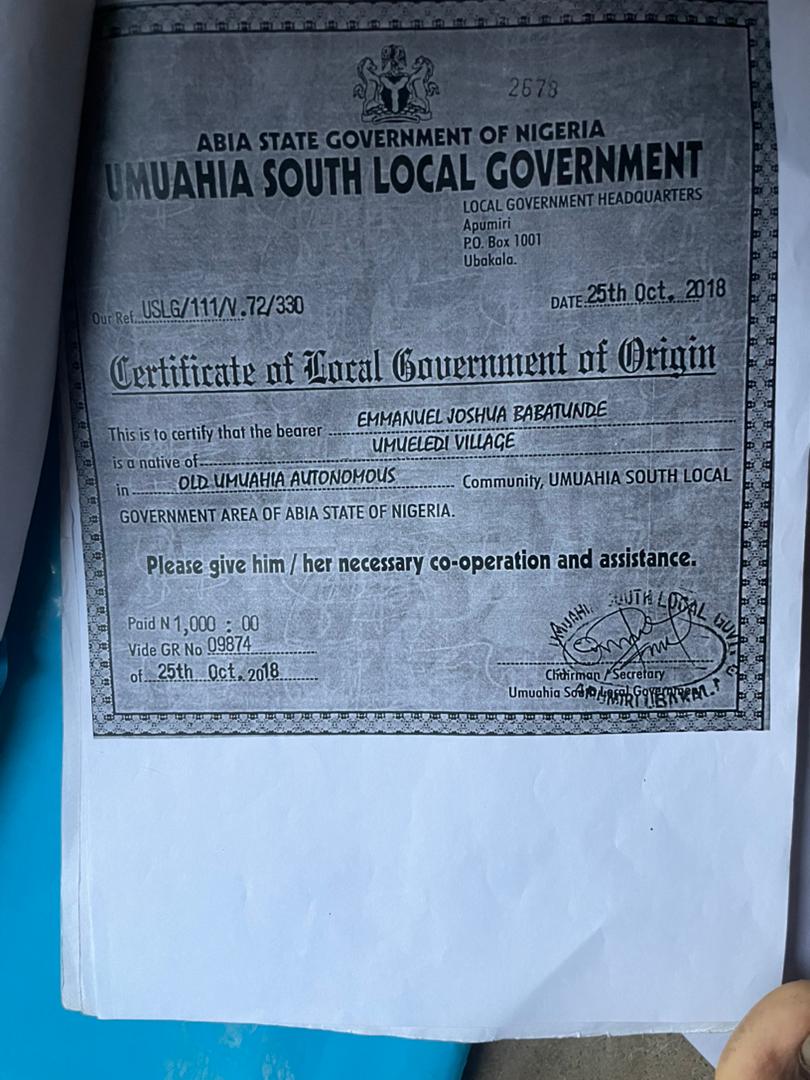 2678
ABIA STATE GOVERNMENT OF NIGERIA
UMUAHIA SOUTH LOCAL GOVERNMENT
LOCAL GOVERNMENT HEADQUARTERS
Apumiri
P.O. Box 1001
Ubakala.
Our Ref. USLG/111/V.72/330
DATE 25th Oct. 2018
Certificate of Local Government of Origin
This is to certify that the bearer EMMANUEL JOSHUA BABATUNDE
is a native of UMUELEDI VILLAGE
in OLD UMUAHIA AUTONOMOUS Community, UMUAHIA SOUTH LOCAL
GOVERNMENT AREA OF ABIA STATE OF NIGERIA.
Please give him / her necessary co-operation and assistance.
Paid N 1,000 : 00
Vide GR No 09874
of 25th Oct. 2018
SOUTH LOCAL
Chairman / Secretary
Umuahia South Local Government